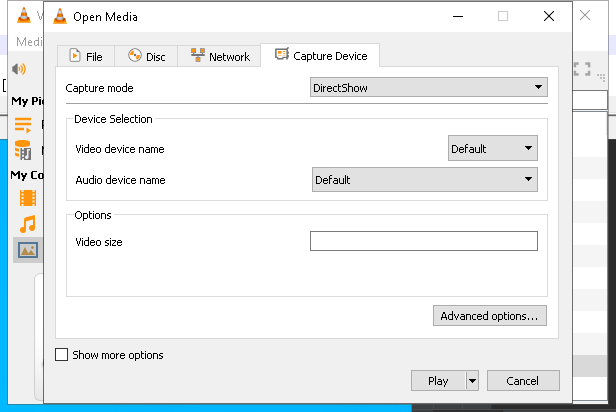 V
Open Media
Medi
File
Disc
Network
Capture Device
Capture mode
DirectShow
My Pi
Device Selection
Video device name
Default
Audio device name
Default
My Co
Options
Video size
Advanced options...
Show more options
Play
Cancel